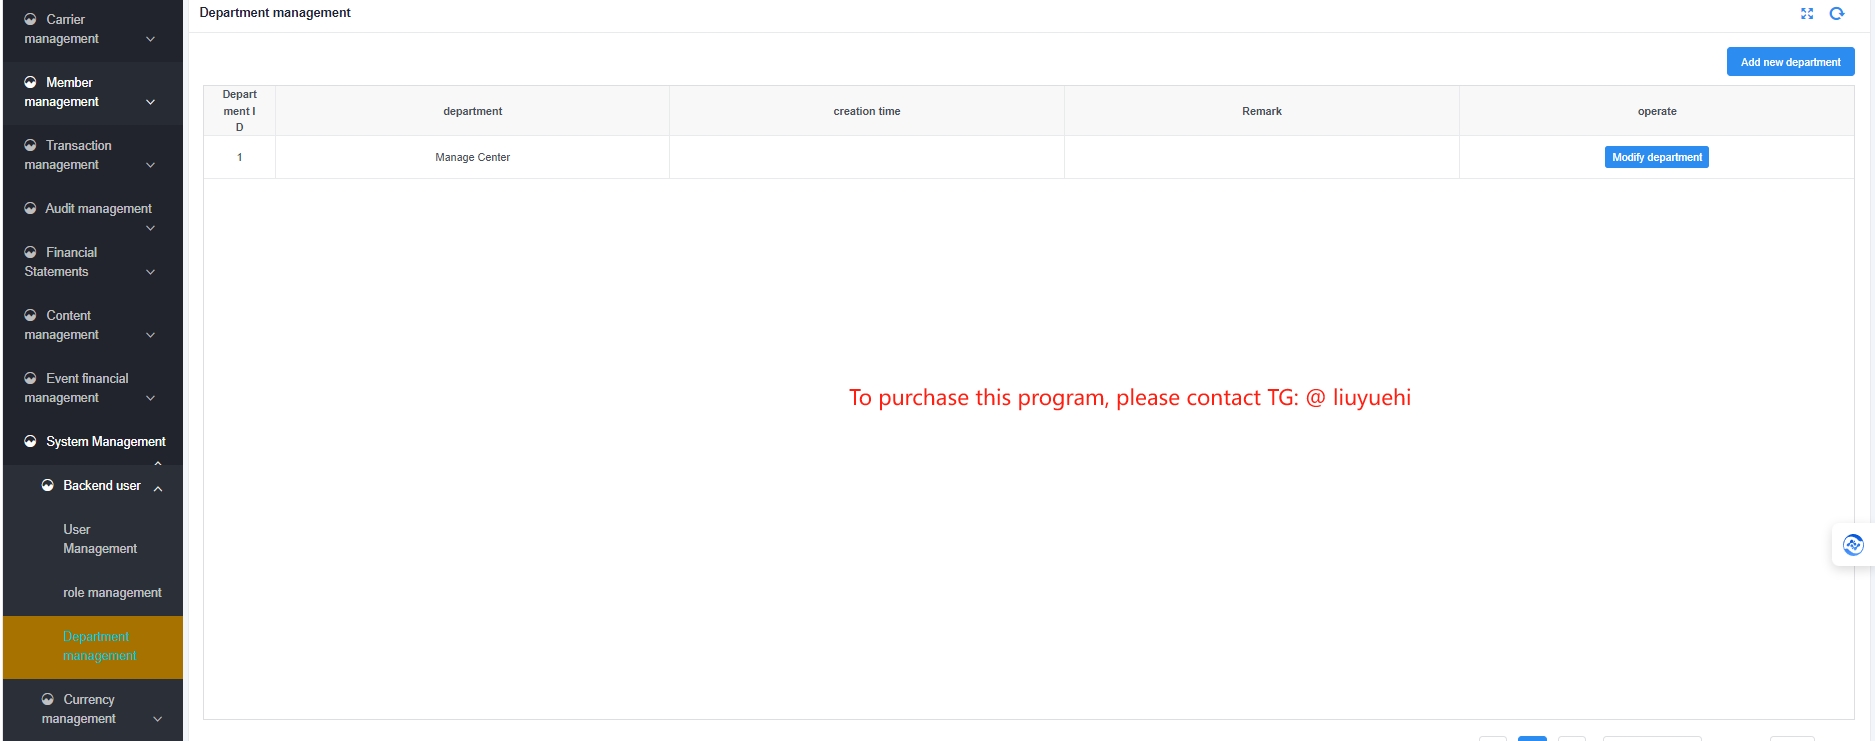 Carrier
management
Member
management
Transaction
management
Audit management
Financial
Statements
Content
management
Event financial
management
System Management
Backend user
User
Management
role management
Department
management
Currency
management
Department management
Add new department
Depart
ment I
D
department
creation time
Remark
operate
1
Manage Center
Modify department
To purchase this program, please contact TG: @ liuyuehi